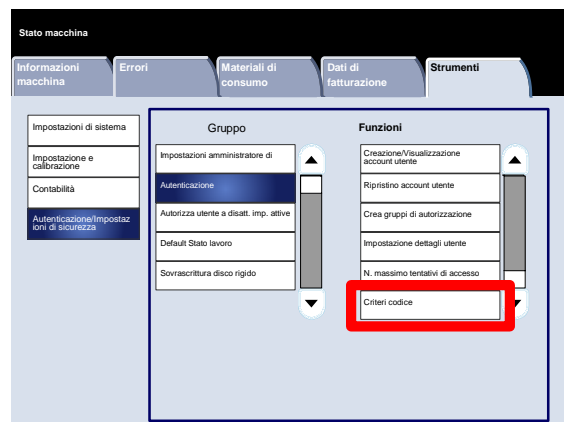 Stato macchina
Informazioni
macchina
Errori
Materiali di
consumo
Dati di
fatturazione
Strumenti
Impostazioni di sistema
Impostazione e
calibrazione
Contabilità
Autenticazione/Impostaz
ioni di sicurezza
Gruppo
Impostazioni amministratore di
Autenticazione
Autorizza utente a disatt. imp. attive
Default Stato lavoro
Sovrascrittura disco rigido
Funzioni
Creazione/Visualizzazione
account utente
Ripristino account utente
Crea gruppi di autorizzazione
Impostazione dettagli utente
N. massimo tentativi di accesso
Criteri codice